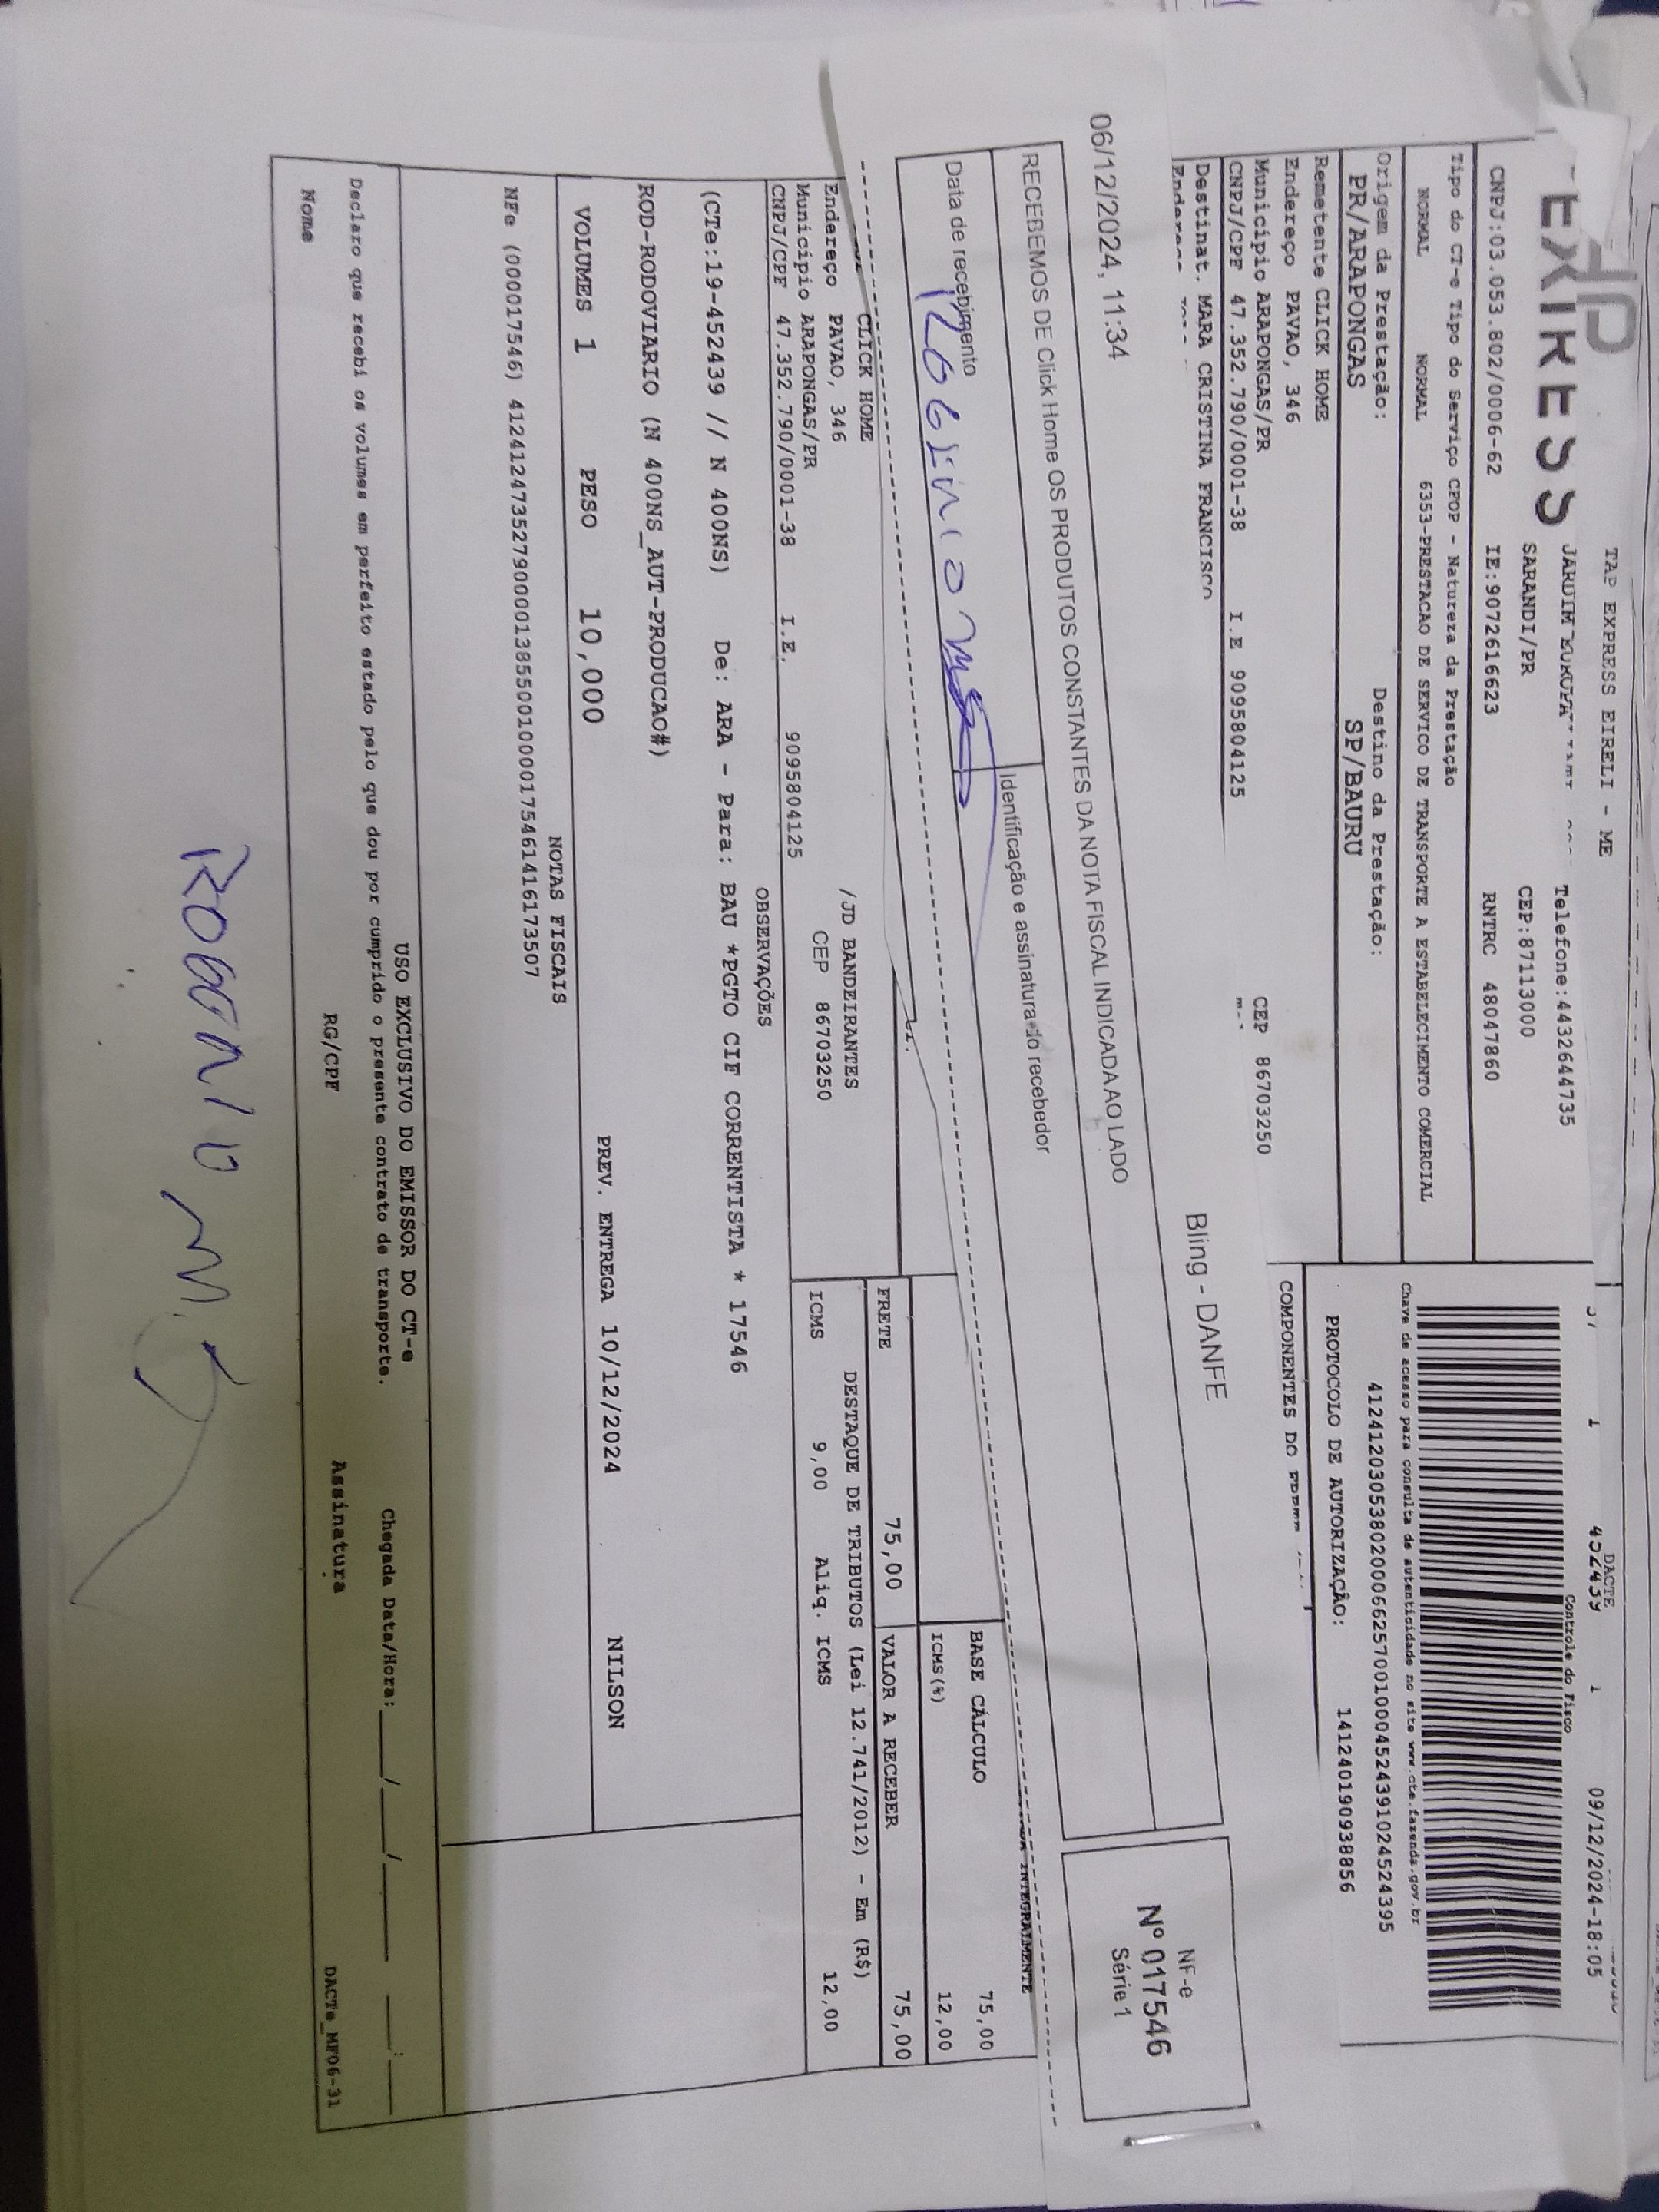 TAP EXPRESS EIRELI - ME
DACTE
EXPRESS
452439 1 09/12/2024-18:05
Telefone:4432644735
Controle do Fisco
SARANDI/PR CEP:87113000
CNPJ:03.053.802/0006-62 IE:9072616623 RNTRC 48047860
Tipo do CT-e Tipo do Serviço CFOP - Natureza da Prestação
NORMAL NORMAL 6353-PRESTACAO DE SERVICO DE TRANSPORTE A ESTABELECIMENTO COMERCIAL
Chave de acesso para consulta de autenticidade no site www.cte.fazenda.gov.br
41241203053802000662570010004524391024524395
Origem da Prestação: Destino da Prestação:
PR/ARAPONGAS SP/BAURU
PROTOCOLO DE AUTORIZAÇÃO: 141240190938856
Remetente CLICK HOME
Endereço PAVAO, 346
Município ARAPONGAS/PR CEP 86703250
CNPJ/CPF 47.352.790/0001-38 I.E 9095804125
COMPONENTES DO
Destinat. MARA CRISTINA FRANCISCO
Bling - DANFE
06/12/2024, 11:34
RECEBEMOS DE Click Home OS PRODUTOS CONSTANTES DA NOTA FISCAL INDICADA AO LADO
Data de recebimento
Identificação e assinatura do recebedor
NF-e
Nº 017546
Série 1
INTEGRALMENTE
BASE CÁLCULO 75,00
ICMS(%) 12,00
FRETE 75,00 VALOR A RECEBER 75,00
CLICK HOME
Endereço PAVAO, 346 /JD BANDEIRANTES
Município ARAPONGAS/PR CEP 86703250
CNPJ/CPF 47.352.790/0001-38 I.E. 9095804125
DESTAQUE DE TRIBUTOS (Lei 12.741/2012) - Em (R$)
ICMS 9,00 Aliq. ICMS 12,00
OBSERVAÇÕES
(CTe:19-452439 // N 400NS) De: ARA - Para: BAU *PGTO CIF CORRENTISTA * 17546
ROD-RODOVIARIO (N 400NS_AUT-PRODUCAO#)
VOLUMES 1 PESO 10,000 PREV. ENTREGA 10/12/2024 NILSON
NOTAS FISCAIS
NFe (000017546) 41241247352790000138550010000175461416173507
USO EXCLUSIVO DO EMISSOR DO CT-e
Declaro que recebi os volumes em perfeito estado pelo que dou por cumprido o presente contrato de transporte. Chegada Data/Hora: ___/___/_____ ___:___
Nome RG/CPF Assinatura DACTe_MF06-31